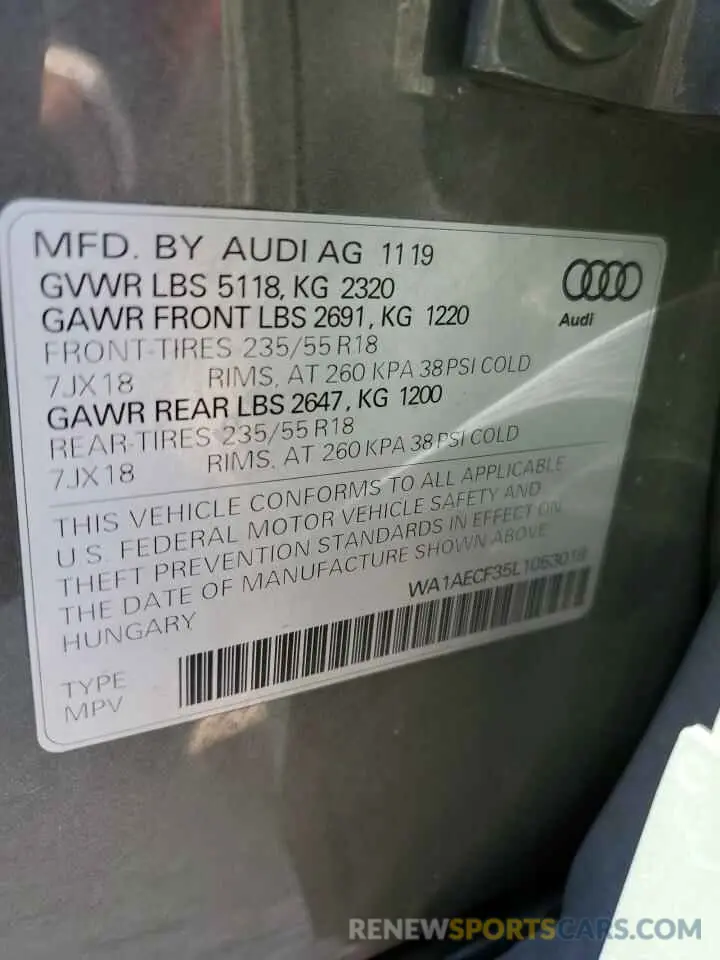 MFD. BY AUDI AG 11 19
GVWR LBS 5118, KG 2320
GAWR FRONT LBS 2691, KG 1220
Audi
FRONT-TIRES 235/55 R18
7JX18 RIMS, AT 260 KPA 38 PSI COLD
GAWR REAR LBS 2647, KG 1200
REAR-TIRES 235/55 R18
7JX18 RIMS, AT 260 KPA 38 PSI COLD
THIS VEHICLE CONFORMS TO ALL APPLICABLE
U.S. FEDERAL MOTOR VEHICLE SAFETY AND
THEFT PREVENTION STANDARDS IN EFFECT ON
THE DATE OF MANUFACTURE SHOWN ABOVE
HUNGARY WA1AECF35L1053018
TYPE
MPV
RENEWSPORTSCARS.COM